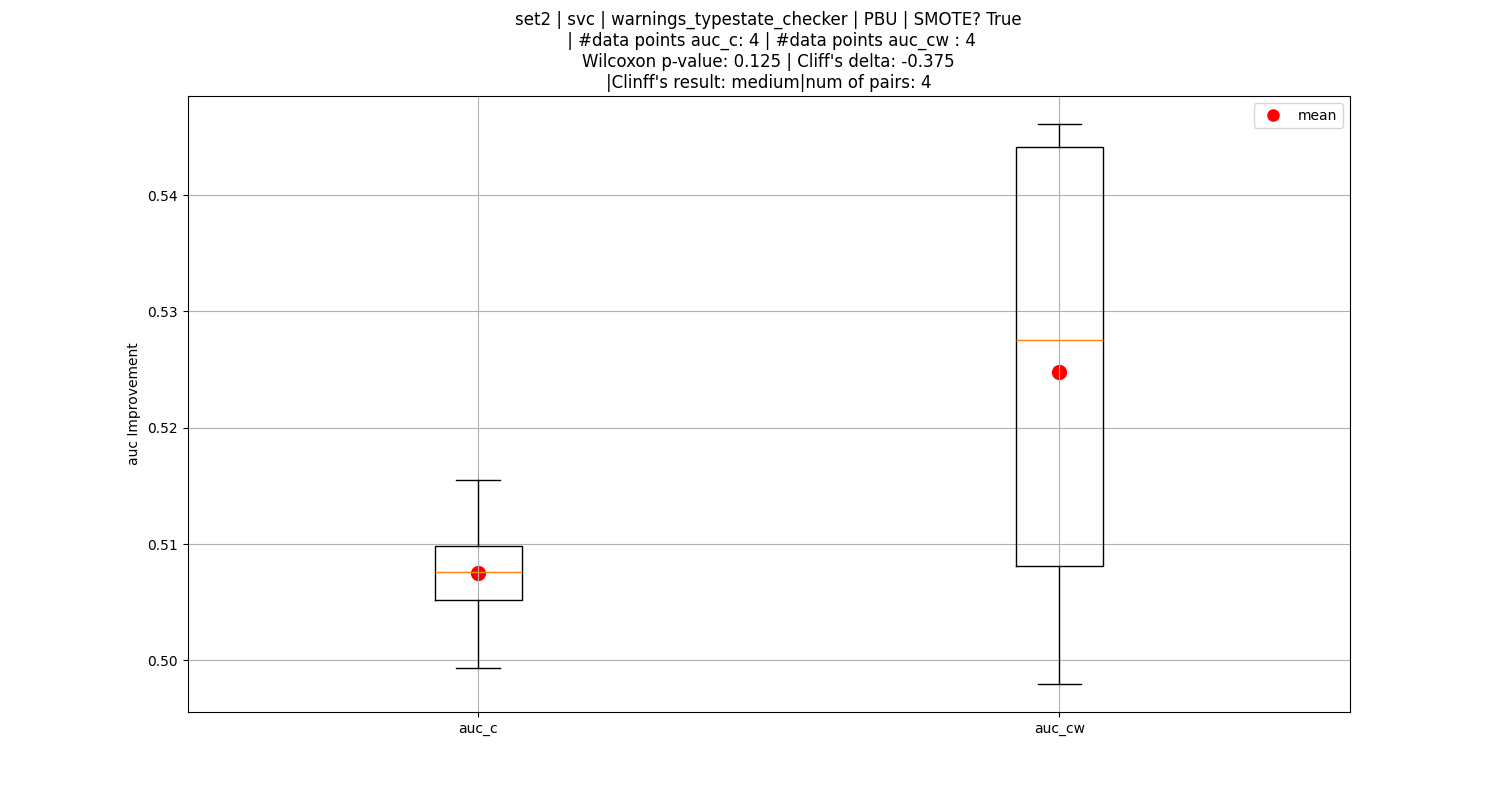 set2 | svc | warnings_typestate_checker | PBU | SMOTE? True
| #data points auc_c: 4 | #data points auc_cw : 4
Wilcoxon p-value: 0.125 | Cliff's delta: -0.375
|Clinff's result: medium|num of pairs: 4
mean
0.54
0.53
0.52
0.51
0.50
auc Improvement
auc_c
auc_cw